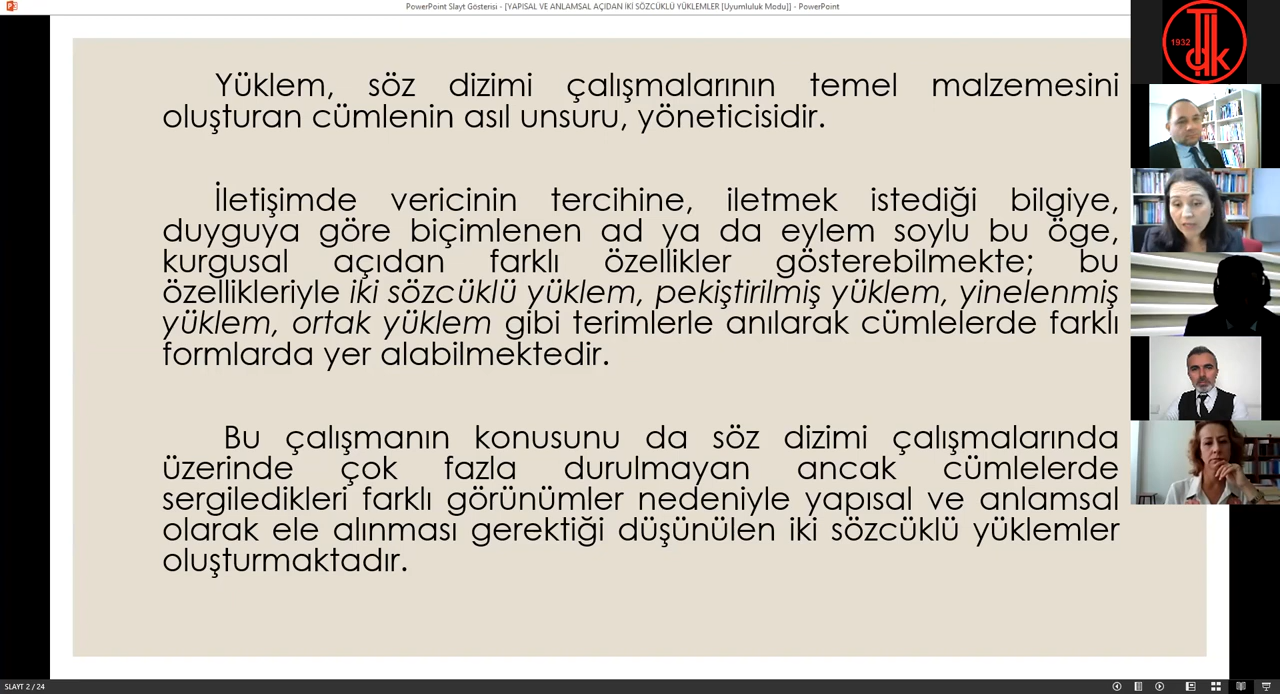 PowerPoint Slayt Gösterisi - [YAPISAL VE ANLAMSAL AÇIDAN İKİ SÖZCÜKLÜ YÜKLEMLER [Uyumluluk Modu]] - PowerPoint
1932
TDK
Yüklem, söz dizimi çalışmalarının temel malzemesini
oluşturan cümlenin asıl unsuru, yöneticisidir.
İletişimde vericinin tercihine, iletmek istediği bilgiye,
duyguya göre biçimlenen ad ya da eylem soylu bu öge,
kurgusal açıdan farklı özellikler gösterebilmekte; bu
özellikleriyle iki sözcüklü yüklem, pekiştirilmiş yüklem, yinelenmiş
yüklem, ortak yüklem gibi terimlerle anılarak cümlelerde farklı
formlarda yer alabilmektedir.
Bu çalışmanın konusunu da söz dizimi çalışmalarında
üzerinde çok fazla durulmayan ancak cümlelerde
sergiledikleri farklı görünümler nedeniyle yapısal ve anlamsal
olarak ele alınması gerektiği düşünülen iki sözcüklü yüklemler
oluşturmaktadır.
SLAYT 2 / 24